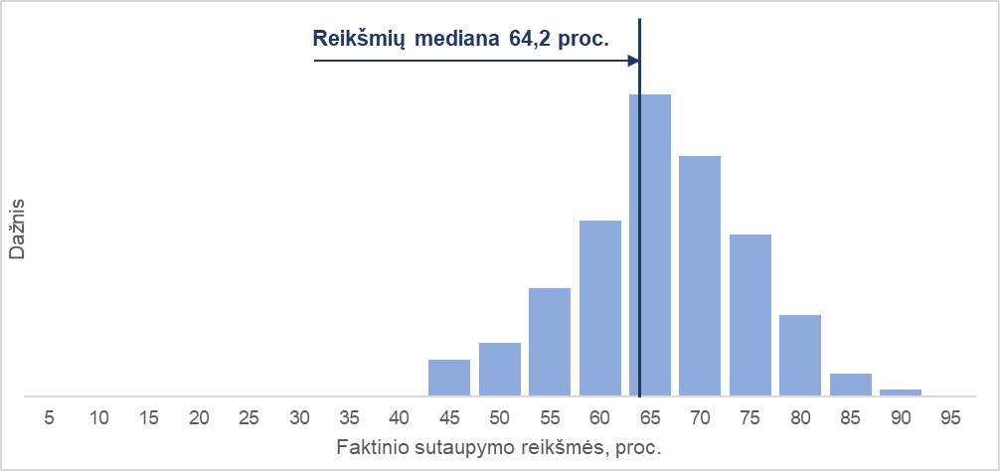 Reikšmių mediana 64,2 proc.
Dažnis
5 10 15 20 25 30 35 40 45 50 55 60 65 70 75 80 85 90 95
Faktinio sutaupymo reikšmės, proc.